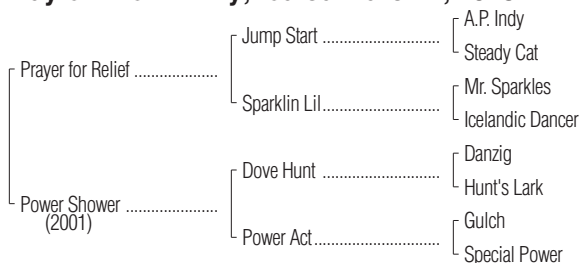 A.P. Indy
Jump Start
Steady Cat
Prayer for Relief
Mr. Sparkles
Sparklin Lil
Icelandic Dancer
Danzig
Dove Hunt
Hunt's Lark
Power Shower
(2001)
Gulch
Power Act
Special Power